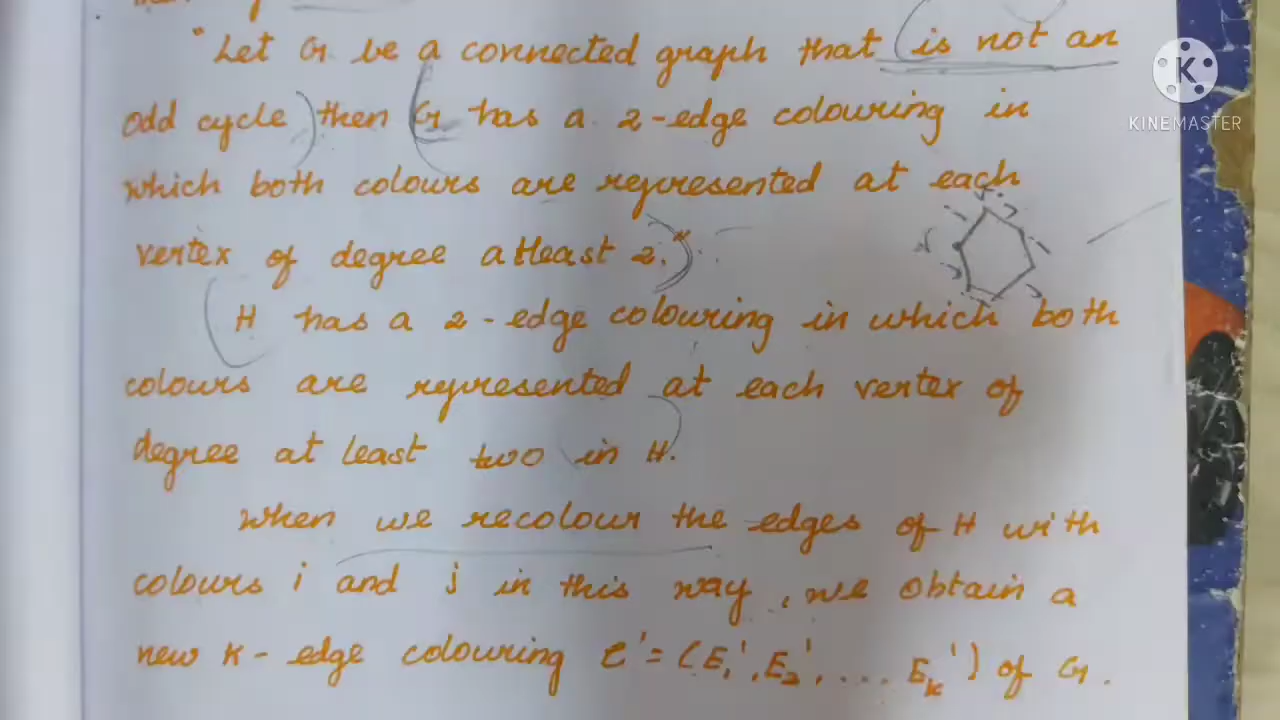 "Let G be a connected graph that is not an
odd cycle then G has a 2-edge colouring in
which both colours are represented at each
vertex of degree atleast 2."
H has a 2-edge colouring in which both
colours are represented at each vertex of
degree at least two in H.
When we recolour the edges of H with
colours i and j in this way, we obtain a
new k-edge colouring C' = (E₁', E₂', .... Eₖ') of G.
K
KINEMASTER